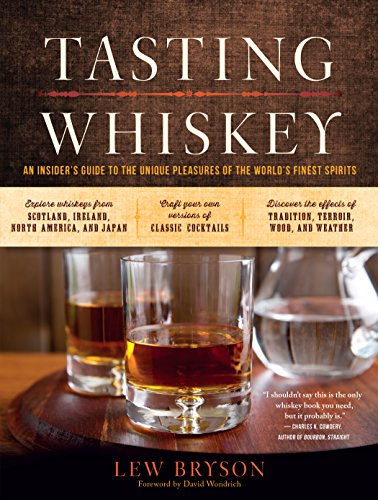 TASTING
WHISKEY
AN INSIDER'S GUIDE TO THE UNIQUE PLEASURES OF THE WORLD'S FINEST SPIRITS
Explore whiskeys from
SCOTLAND, IRELAND,
NORTH AMERICA, AND JAPAN
Craft your own
versions of
CLASSIC COCKTAILS
Discover the effects of
TRADITION, TERROIR,
WOOD, AND WEATHER
"I shouldn't say this is the only
whiskey book you need,
but it probably is."
— CHARLES K. COWDERY,
AUTHOR OF BOURBON, STRAIGHT
LEW BRYSON
Foreword by David Wondrich